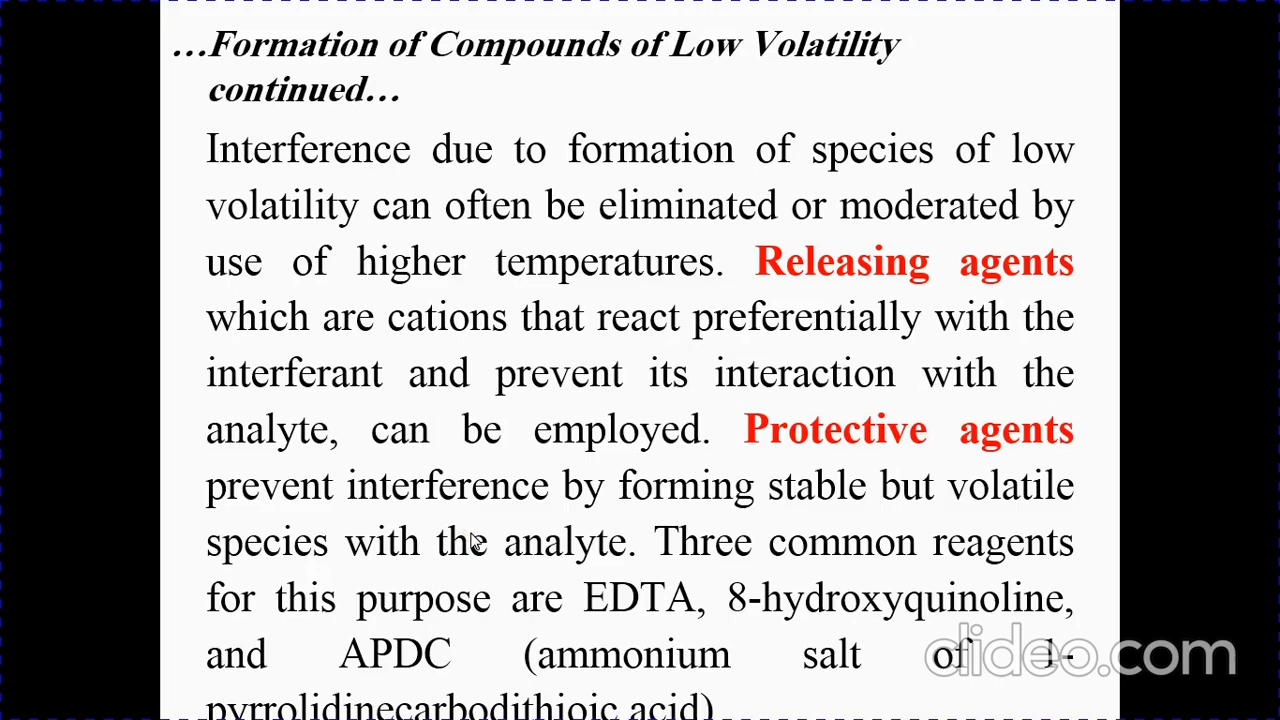 ...Formation of Compounds of Low Volatility
continued...
Interference due to formation of species of low
volatility can often be eliminated or moderated by
use of higher temperatures. Releasing agents
which are cations that react preferentially with the
interferant and prevent its interaction with the
analyte, can be employed. Protective agents
prevent interference by forming stable but volatile
species with the analyte. Three common reagents
for this purpose are EDTA, 8-hydroxyquinoline,
and APDC (ammonium salt of 1-
pyrrolidinecarbodithioic acid)
clideo.com